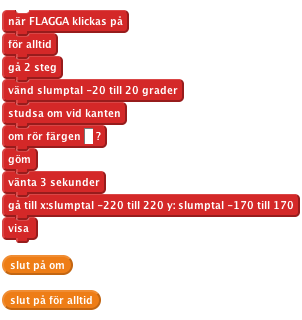 när FLAGGA klickas på
för alltid
gå 2 steg
vänd slumptal -20 till 20 grader
studsa om vid kanten
om rör färgen ?
göm
vänta 3 sekunder
gå till x:slumptal -220 till 220 y: slumptal -170 till 170
visa
slut på om
slut på för alltid